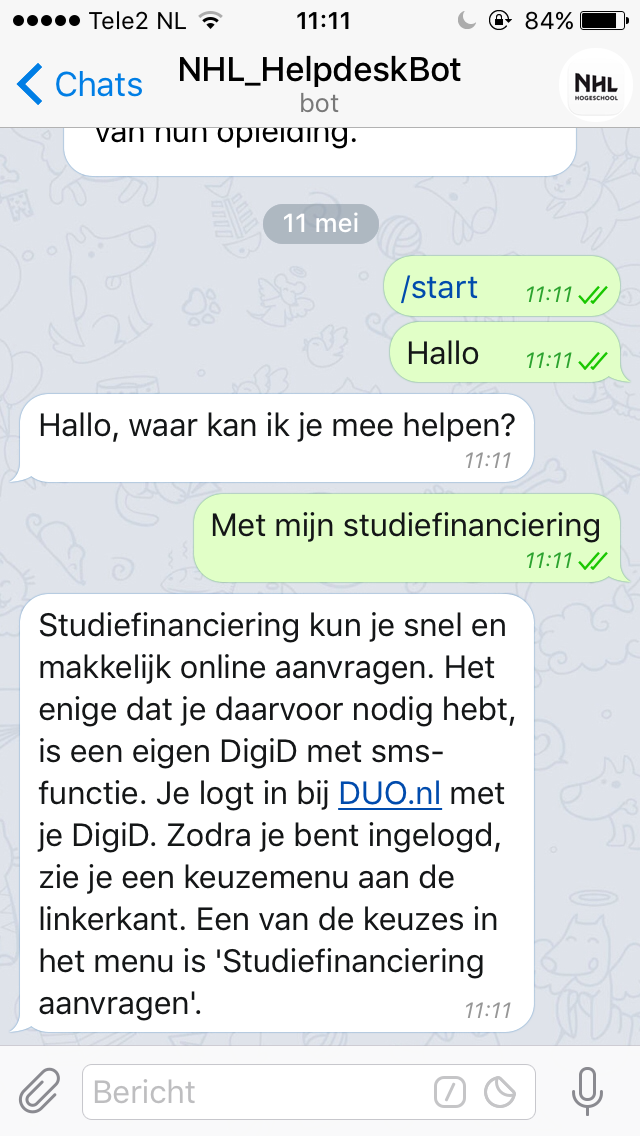 Tele2 NL 11:11 84%
Chats NHL_HelpdeskBot
bot
NHL
HOGESCHOOL
van hun opleiding.
11 mei
/start 11:11
Hallo 11:11
Hallo, waar kan ik je mee helpen?
11:11
Met mijn studiefinanciering
11:11
Studiefinanciering kun je snel en
makkelijk online aanvragen. Het
enige dat je daarvoor nodig hebt,
is een eigen DigiD met sms-
functie. Je logt in bij DUO.nl met
je DigiD. Zodra je bent ingelogd,
zie je een keuzemenu aan de
linkerkant. Een van de keuzes in
het menu is 'Studiefinanciering
aanvragen'.
11:11
Bericht